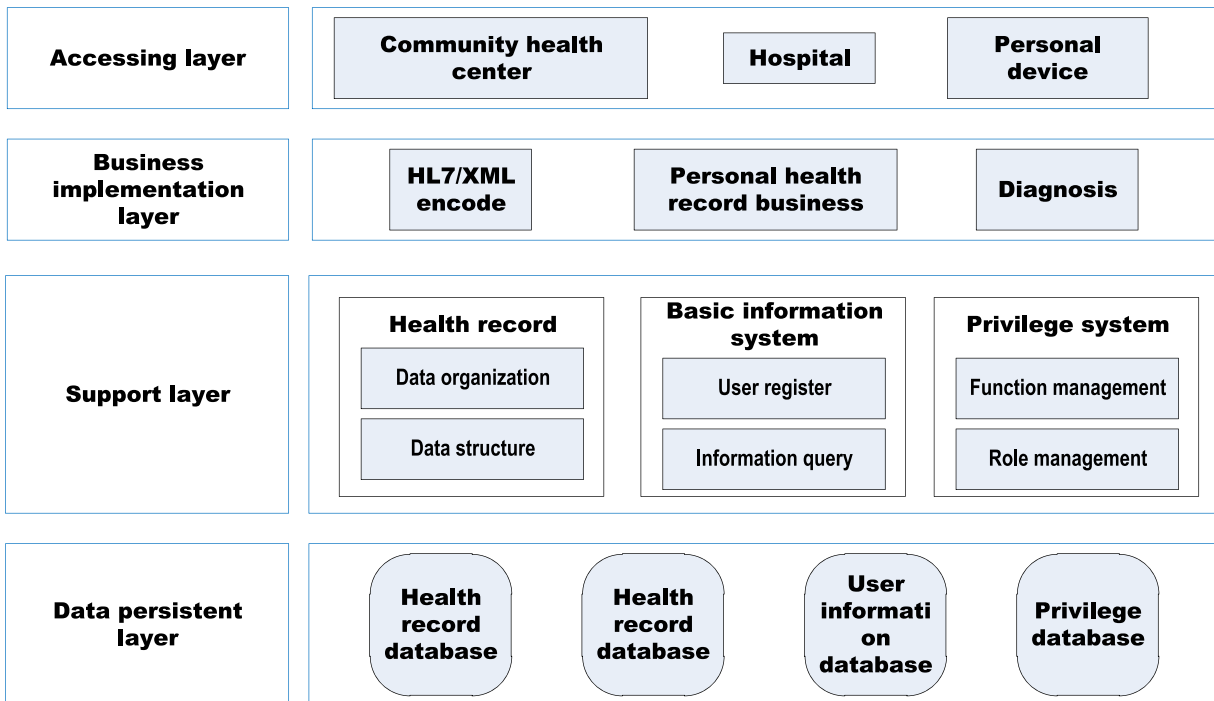 Accessing layer
Community health
center
Hospital
Personal
device
Business
implementation
layer
HL7/XML
encode
Personal health
record business
Diagnosis
Support layer
Health record
Data organization
Data structure
Basic information
system
User register
Information query
Privilege system
Function management
Role management
Data persistent
layer
Health
record
database
Health
record
database
User
informati
on
database
Privilege
database